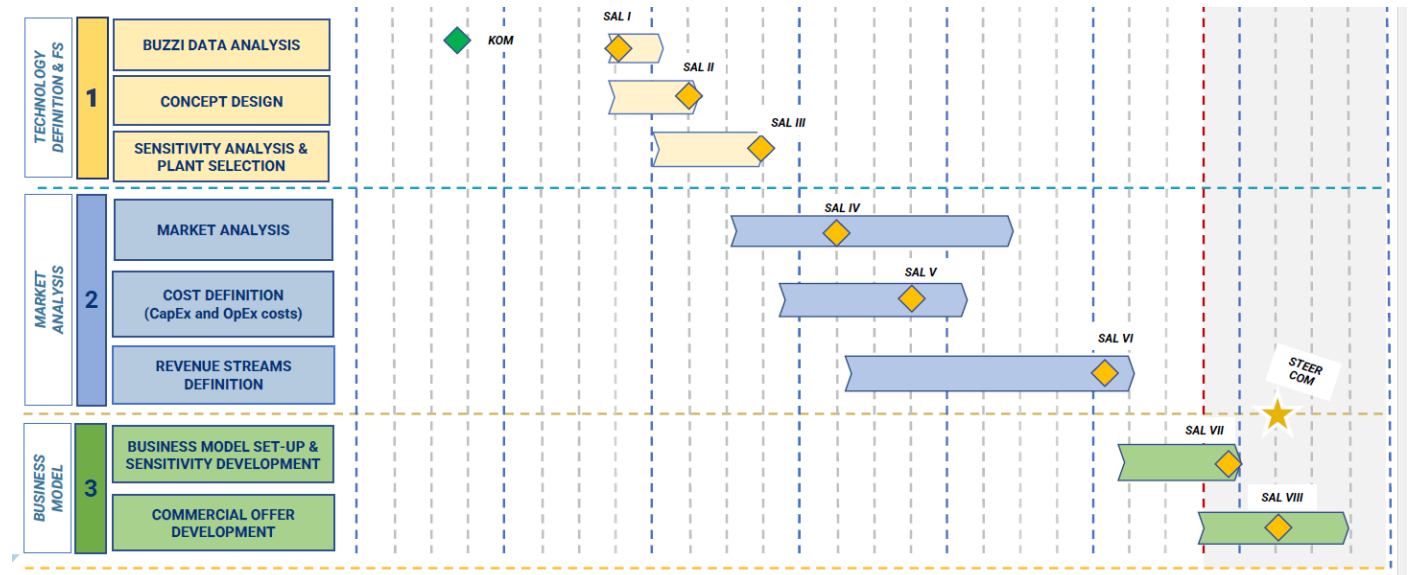 TECHNOLOGY
DEFINITION & FS
1
BUZZI DATA ANALYSIS
KOM
SAL I
CONCEPT DESIGN
SAL II
SENSITIVITY ANALYSIS &
PLANT SELECTION
SAL III
MARKET
ANALYSIS
2
MARKET ANALYSIS
SAL IV
COST DEFINITION
(CapEx and OpEx costs)
SAL V
REVENUE STREAMS
DEFINITION
SAL VI
STEER
COM
BUSINESS
MODEL
3
BUSINESS MODEL SET-UP &
SENSITIVITY DEVELOPMENT
SAL VII
COMMERCIAL OFFER
DEVELOPMENT
SAL VIII